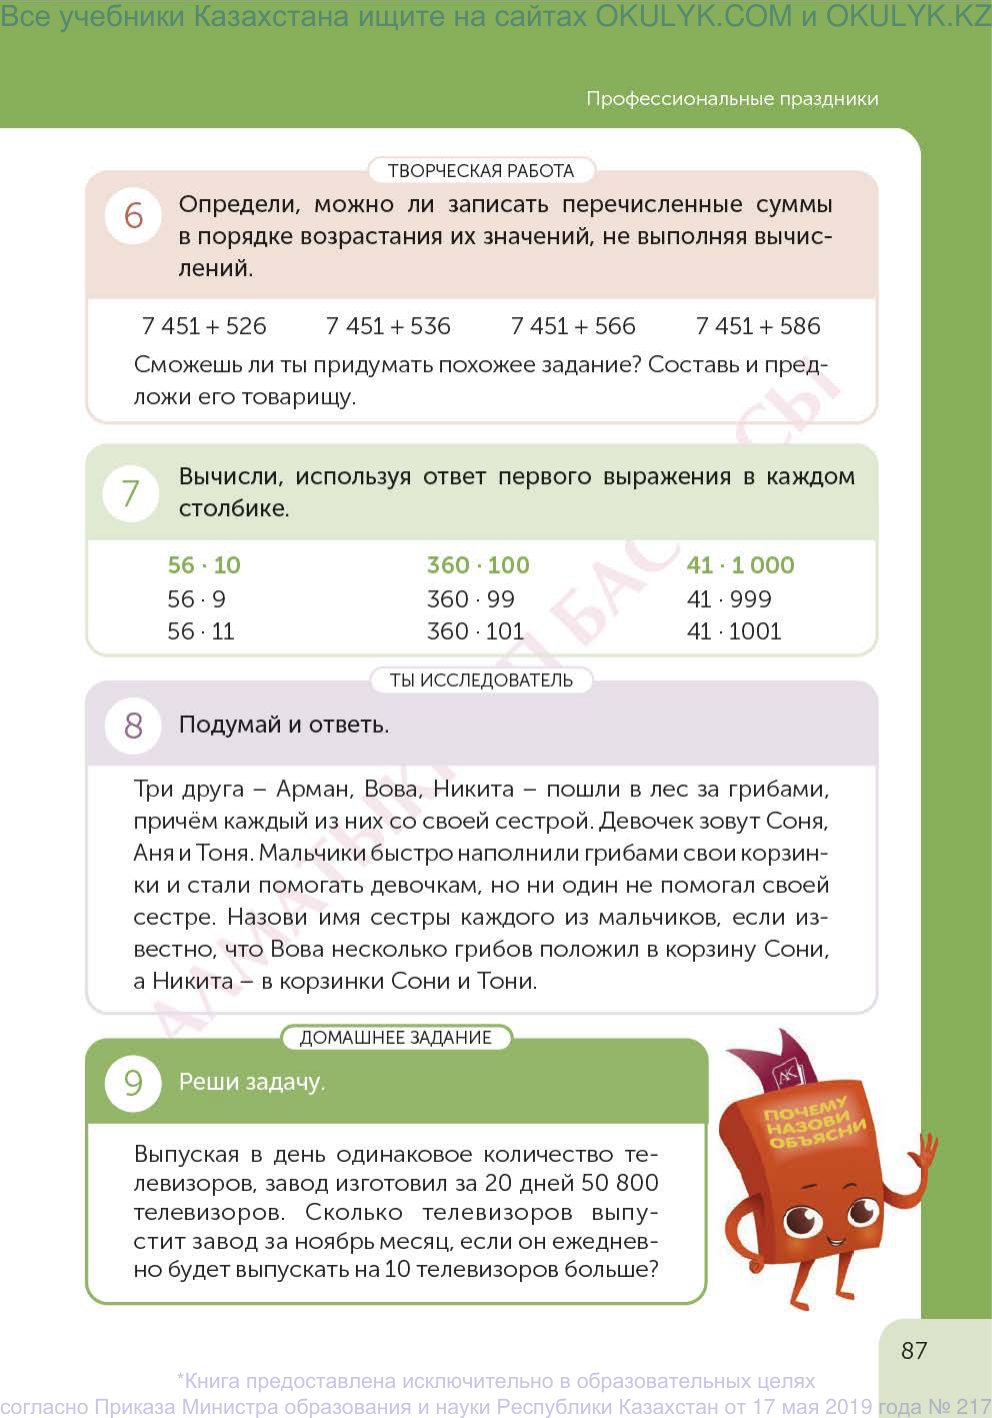 Все учебники Казахстана ищите на сайтах OKULYK.COM и OKULYK.KZ
Профессиональные праздники
ТВОРЧЕСКАЯ РАБОТА
6
Определи, можно ли записать перечисленные суммы
в порядке возрастания их значений, не выполняя вычис-
лений.
7 451 + 526 7 451 + 536 7 451 + 566 7 451 + 586
Сможешь ли ты придумать похожее задание? Составь и пред-
ложи его товарищу.
7
Вычисли, используя ответ первого выражения в каждом
столбике.
56 · 10 360 · 100 41 · 1 000
56 · 9 360 · 99 41 · 999
56 · 11 360 · 101 41 · 1001
ТЫ ИССЛЕДОВАТЕЛЬ
8
Подумай и ответь.
Три друга – Арман, Вова, Никита – пошли в лес за грибами,
причём каждый из них со своей сестрой. Девочек зовут Соня,
Аня и Тоня. Мальчики быстро наполнили грибами свои корзин-
ки и стали помогать девочкам, но ни один не помогал своей
сестре. Назови имя сестры каждого из мальчиков, если из-
вестно, что Вова несколько грибов положил в корзину Сони,
а Никита – в корзинки Сони и Тони.
ДОМАШНЕЕ ЗАДАНИЕ
9
Реши задачу.
Выпуская в день одинаковое количество те-
левизоров, завод изготовил за 20 дней 50 800
телевизоров. Сколько телевизоров выпу-
стит завод за ноябрь месяц, если он ежеднев-
но будет выпускать на 10 телевизоров больше?
АК
ПОЧЕМУ
НАЗОВИ
ОБЪЯСНИ
87
*Книга предоставлена исключительно в образовательных целях
согласно Приказа Министра образования и науки Республики Казахстан от 17 мая 2019 года № 217